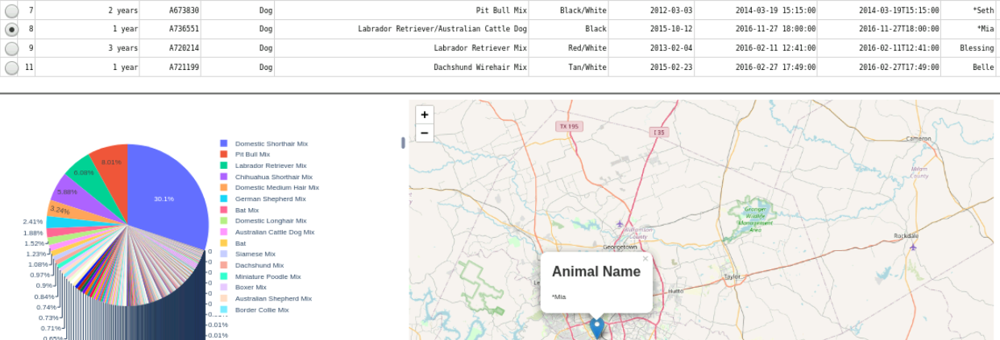 7 2 years A673830 Dog Pit Bull Mix Black/White 2012-03-03 2014-03-19 15:15:00 2014-03-19T15:15:00 *Seth
8 1 year A736551 Dog Labrador Retriever/Australian Cattle Dog Black 2015-10-12 2016-11-27 18:00:00 2016-11-27T18:00:00 *Mia
9 3 years A720214 Dog Labrador Retriever Mix Red/White 2013-02-04 2016-02-11 12:41:00 2016-02-11T12:41:00 Blessing
11 1 year A721199 Dog Dachshund Wirehair Mix Tan/White 2015-02-23 2016-02-27 17:49:00 2016-02-27T17:49:00 Belle
30.1%
8.01%
6.08%
5.88%
3.24%
2.41%
1.88%
1.52%
1.23%
1.08%
0.97%
0.9%
0.84%
0.74%
0.73%
0.71%
0.65%
0
0
0
0
0
0
0.01%
0.01%
Domestic Shorthair Mix
Pit Bull Mix
Labrador Retriever Mix
Chihuahua Shorthair Mix
Domestic Medium Hair Mix
German Shepherd Mix
Bat Mix
Domestic Longhair Mix
Australian Cattle Dog Mix
Bat
Siamese Mix
Dachshund Mix
Miniature Poodle Mix
Boxer Mix
Australian Shepherd Mix
Border Collie Mix
+
−
TX 195
I 35
Cameron
Milam
County
Granger
Wildlife
Management
Area
Williamson
County
Georgetown
Rockdale
Taylor
Hutto
Le
×
Animal Name
*Mia